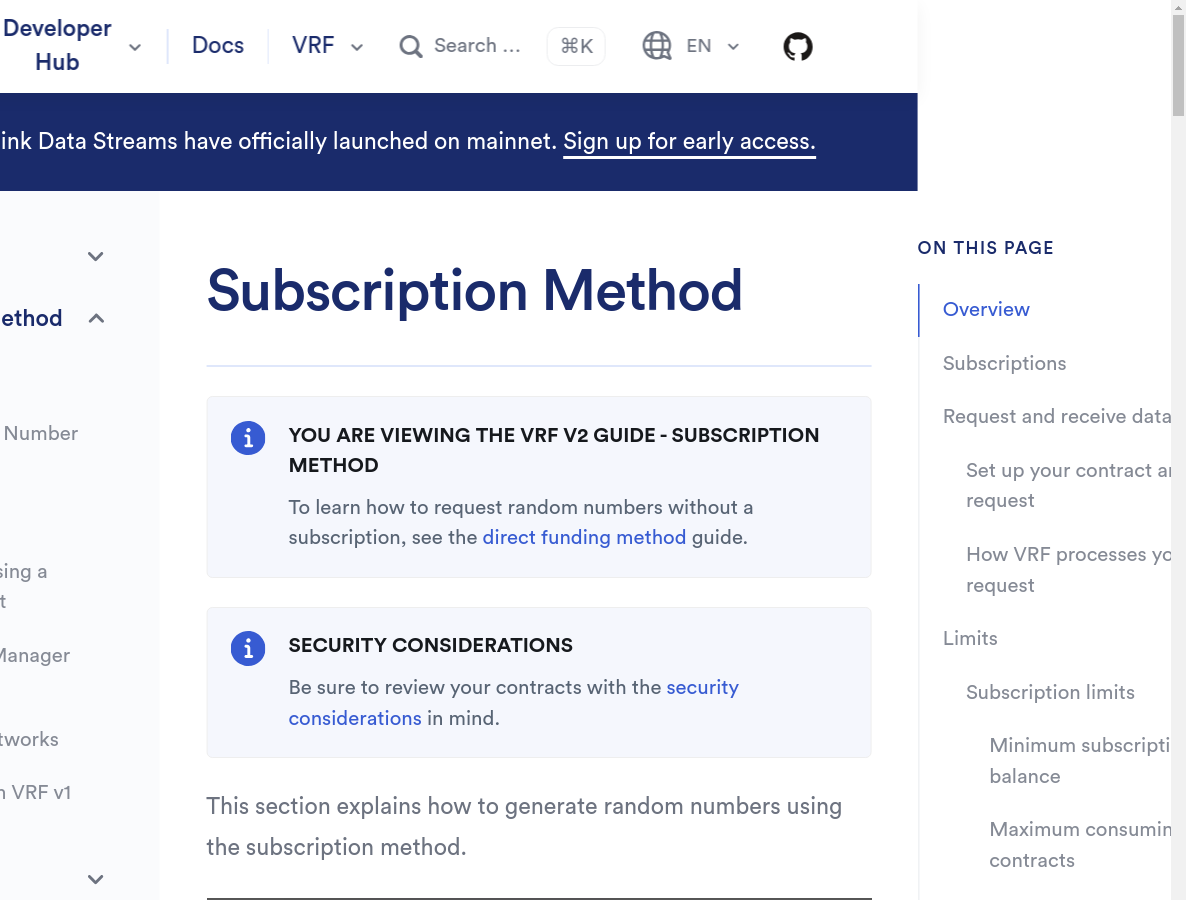 Developer
Hub
Docs
VRF
Search ...
⌘K
EN
ink Data Streams have officially launched on mainnet. Sign up for early access.
ethod
Number
sing a
t
Manager
tworks
n VRF v1
Subscription Method
YOU ARE VIEWING THE VRF V2 GUIDE - SUBSCRIPTION
METHOD
To learn how to request random numbers without a
subscription, see the direct funding method guide.
SECURITY CONSIDERATIONS
Be sure to review your contracts with the security
considerations in mind.
This section explains how to generate random numbers using
the subscription method.
ON THIS PAGE
Overview
Subscriptions
Request and receive data
Set up your contract an
request
How VRF processes yo
request
Limits
Subscription limits
Minimum subscripti
balance
Maximum consumin
contracts